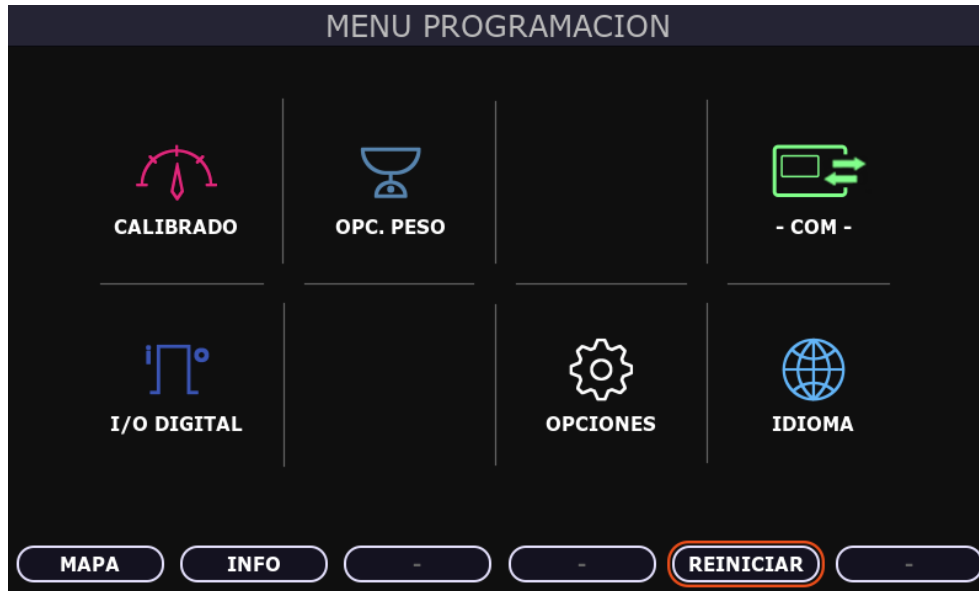 MENU PROGRAMACION
CALIBRADO
OPC. PESO
- COM -
i o
I/O DIGITAL
OPCIONES
IDIOMA
MAPA
INFO
-
-
REINICIAR
-